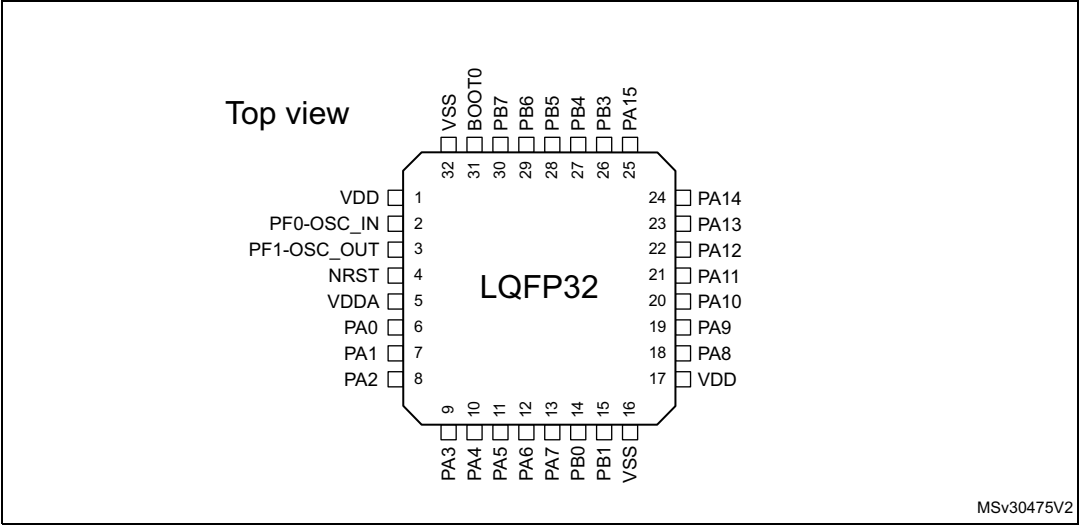 Top view
VSS
BOOT0
PB7
PB6
PB5
PB4
PB3
PA15
32
31
30
29
28
27
26
25
VDD 1
PF0-OSC_IN 2
PF1-OSC_OUT 3
NRST 4
VDDA 5
PA0 6
PA1 7
PA2 8
LQFP32
24 PA14
23 PA13
22 PA12
21 PA11
20 PA10
19 PA9
18 PA8
17 VDD
9
10
11
12
13
14
15
16
PA3
PA4
PA5
PA6
PA7
PB0
PB1
VSS
MSv30475V2